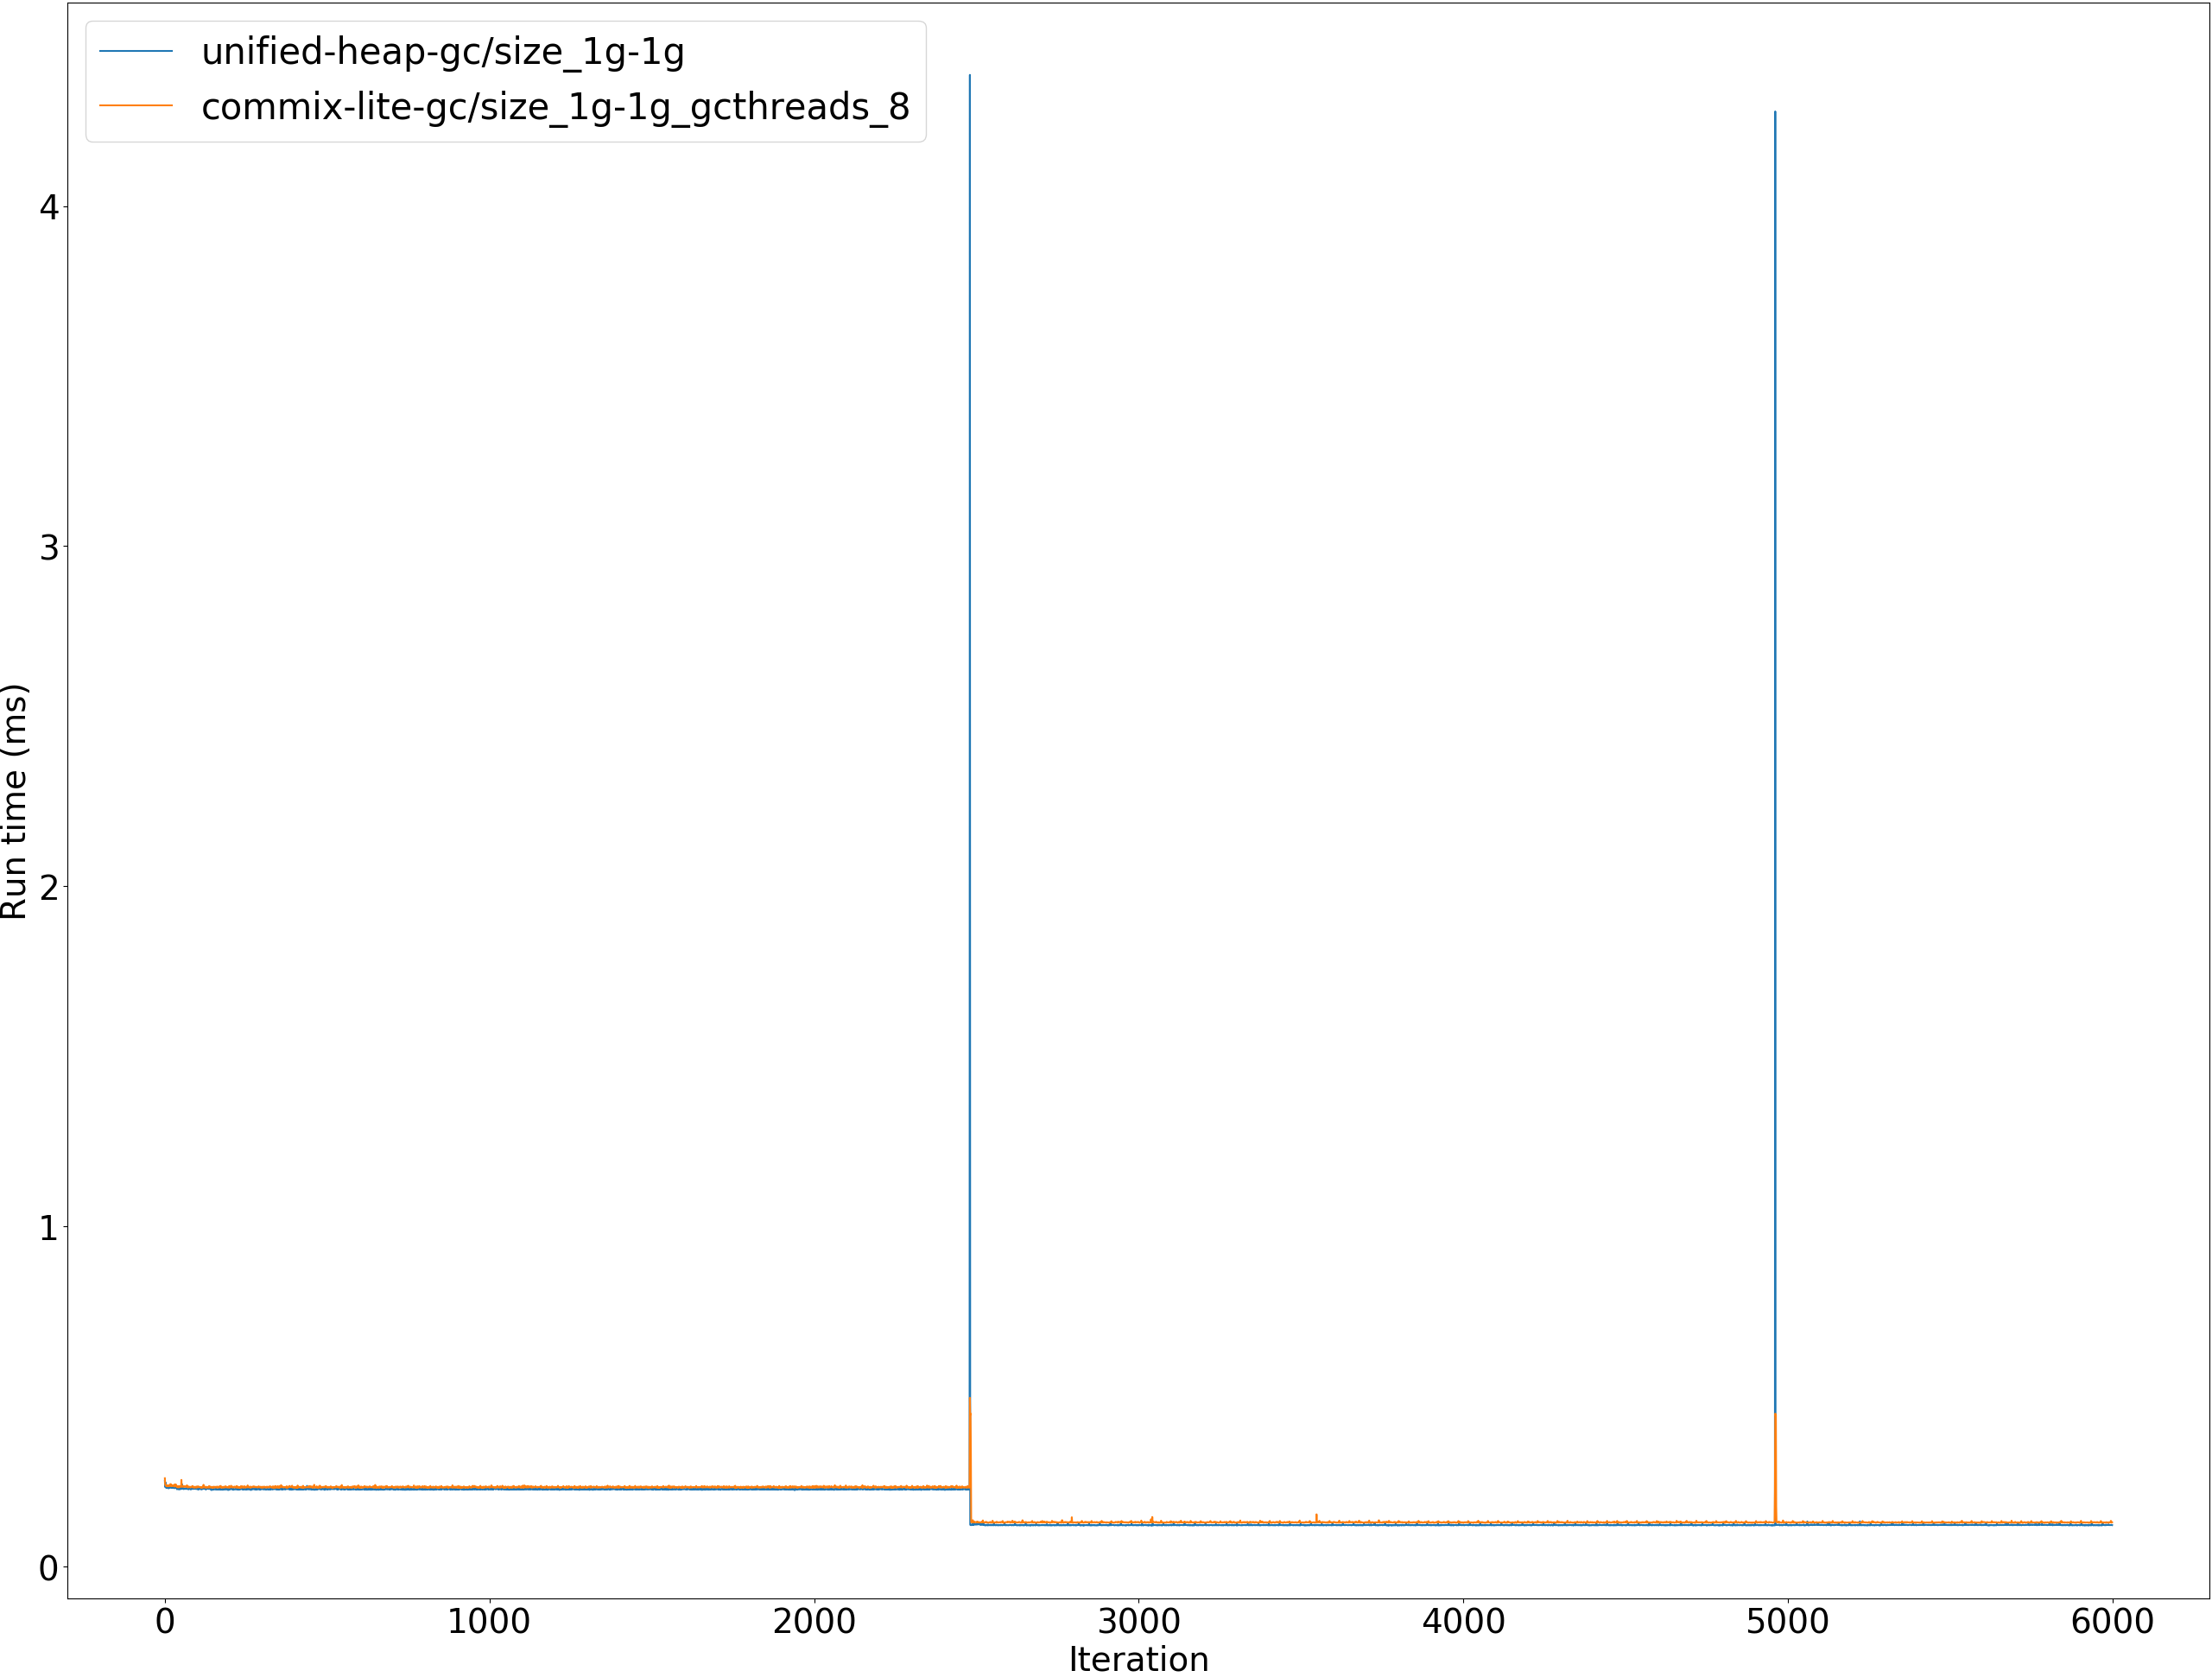 unified-heap-gc/size_1g-1g
commix-lite-gc/size_1g-1g_gcthreads_8
Run time (ms)
4
3
2
1
0
0 1000 2000 3000 4000 5000 6000
Iteration